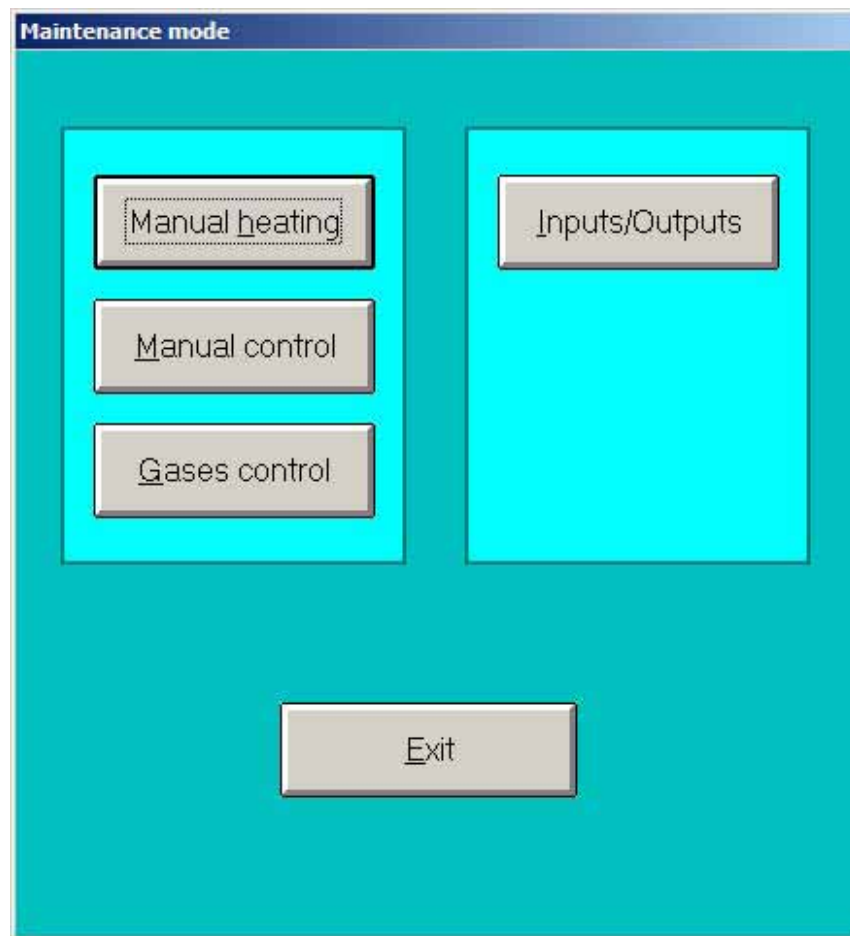 Maintenance mode
Manual heating
Manual control
Gases control
Inputs/Outputs
Exit